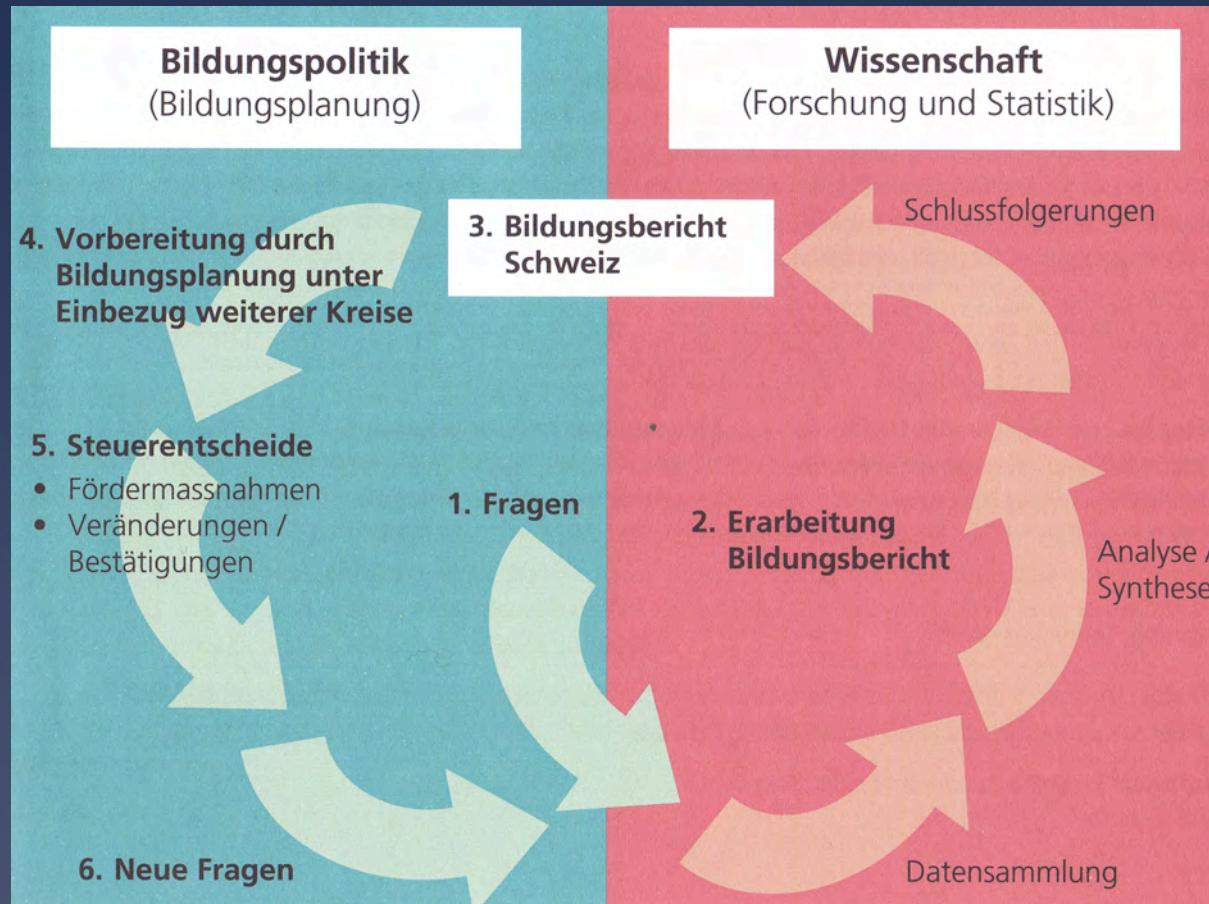 Bildungspolitik
(Bildungsplanung)
Wissenschaft
(Forschung und Statistik)
3. Bildungsbericht
Schweiz
Schlussfolgerungen
4. Vorbereitung durch
Bildungsplanung unter
Einbezug weiterer Kreise
5. Steuerentscheide
• Fördermassnahmen
• Veränderungen /
Bestätigungen
1. Fragen
2. Erarbeitung
Bildungsbericht
Analyse /
Synthese
6. Neue Fragen
Datensammlung